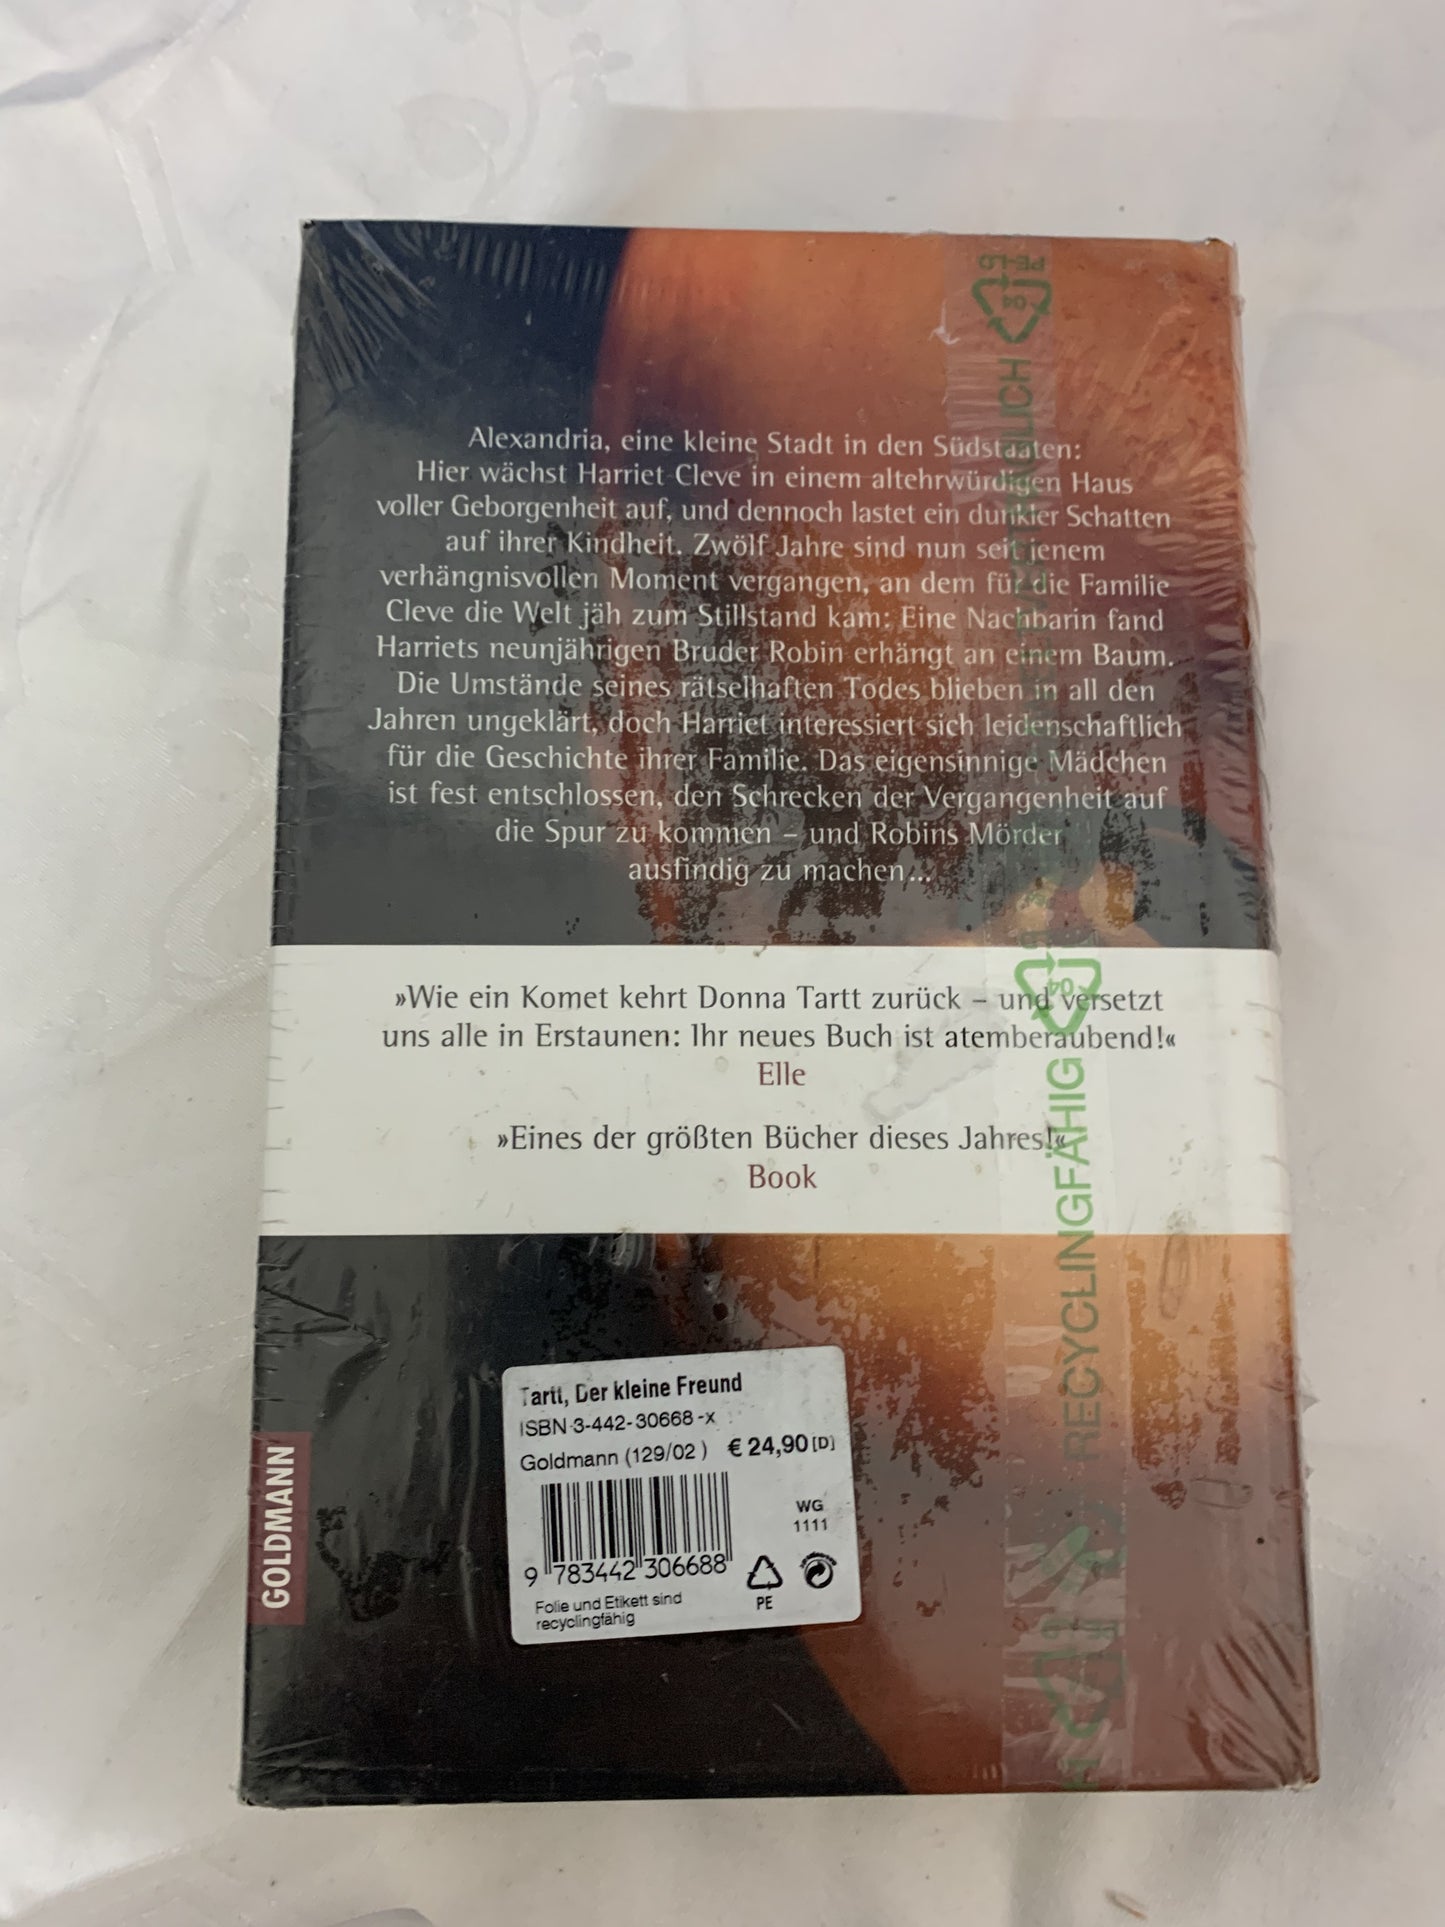 Alexandria, eine kleine Stadt in den Südstaaten:
Hier wächst Harriet Cleve in einem altehrwürdigen Haus
voller Geborgenheit auf, und dennoch lastet ein dunkler Schatten
auf ihrer Kindheit. Zwölf Jahre sind nun seit jenem
verhängnisvollen Moment vergangen, an dem für die Familie
Cleve die Welt jäh zum Stillstand kam: Eine Nachbarin fand
Harriets neunjährigen Bruder Robin erhängt an einem Baum.
Die Umstände seines rätselhaften Todes blieben in all den
Jahren ungeklärt, doch Harriet interessiert sich leidenschaftlich
für die Geschichte ihrer Familie. Das eigensinnige Mädchen
ist fest entschlossen, den Schrecken der Vergangenheit auf
die Spur zu kommen – und Robins Mörder
ausfindig zu machen...
»Wie ein Komet kehrt Donna Tartt zurück – und versetzt
uns alle in Erstaunen: Ihr neues Buch ist atemberaubend!«
Elle
»Eines der größten Bücher dieses Jahres!«
Book
GOLDMANN
Tartt, Der kleine Freund
ISBN 3-442-30668-x
Goldmann (129/02 ) € 24,90 [D]
WG
1111
9 783442 306688
PE
Folie und Etikett sind
recyclingfähig
PE-LD
04
04
RECYCLINGFÄHIG